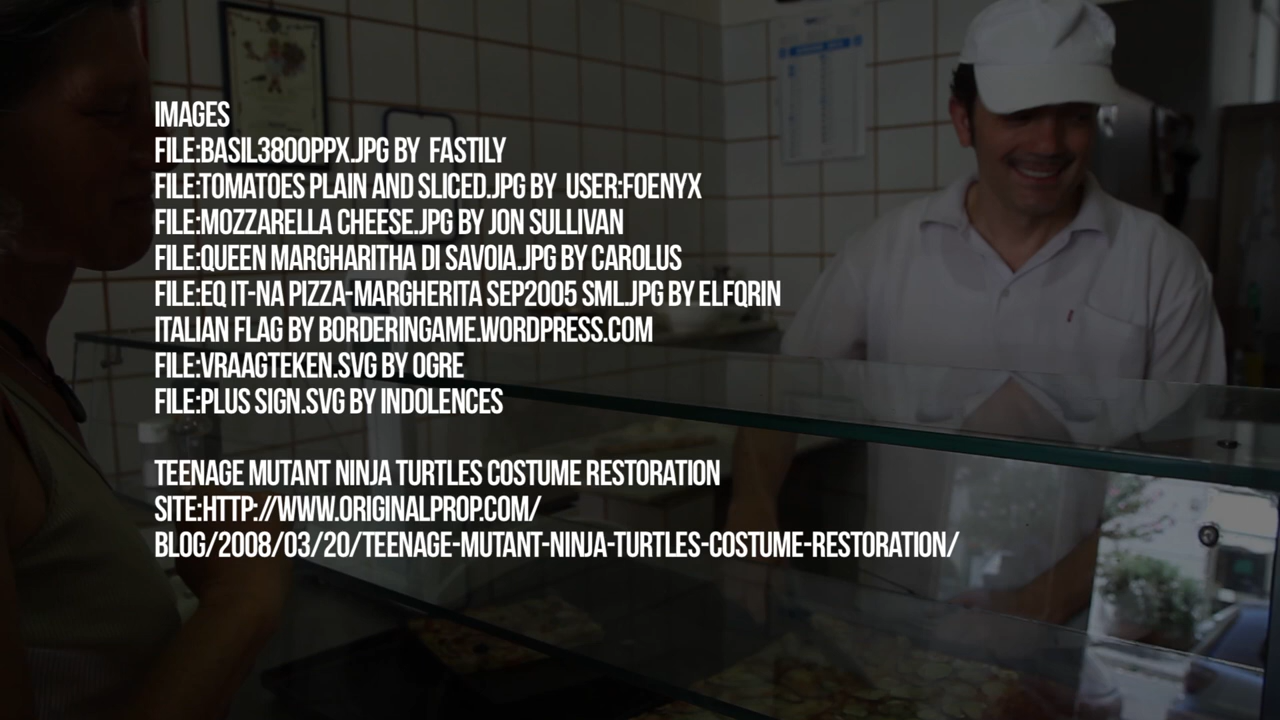 IMAGES
FILE:BASIL3800PPX.JPG BY FASTILY
FILE:TOMATOES PLAIN AND SLICED.JPG BY USER:FOENYX
FILE:MOZZARELLA CHEESE.JPG BY JON SULLIVAN
FILE:QUEEN MARGHARITHA DI SAVOIA.JPG BY CAROLUS
FILE:EQ IT-NA PIZZA-MARGHERITA SEP2005 SML.JPG BY ELFQRIN
ITALIAN FLAG BY BORDERINGAME.WORDPRESS.COM
FILE:VRAAGTEKEN.SVG BY OGRE
FILE:PLUS SIGN.SVG BY INDOLENCES
TEENAGE MUTANT NINJA TURTLES COSTUME RESTORATION
SITE:HTTP://WWW.ORIGINALPROP.COM/
BLOG/2008/03/20/TEENAGE-MUTANT-NINJA-TURTLES-COSTUME-RESTORATION/